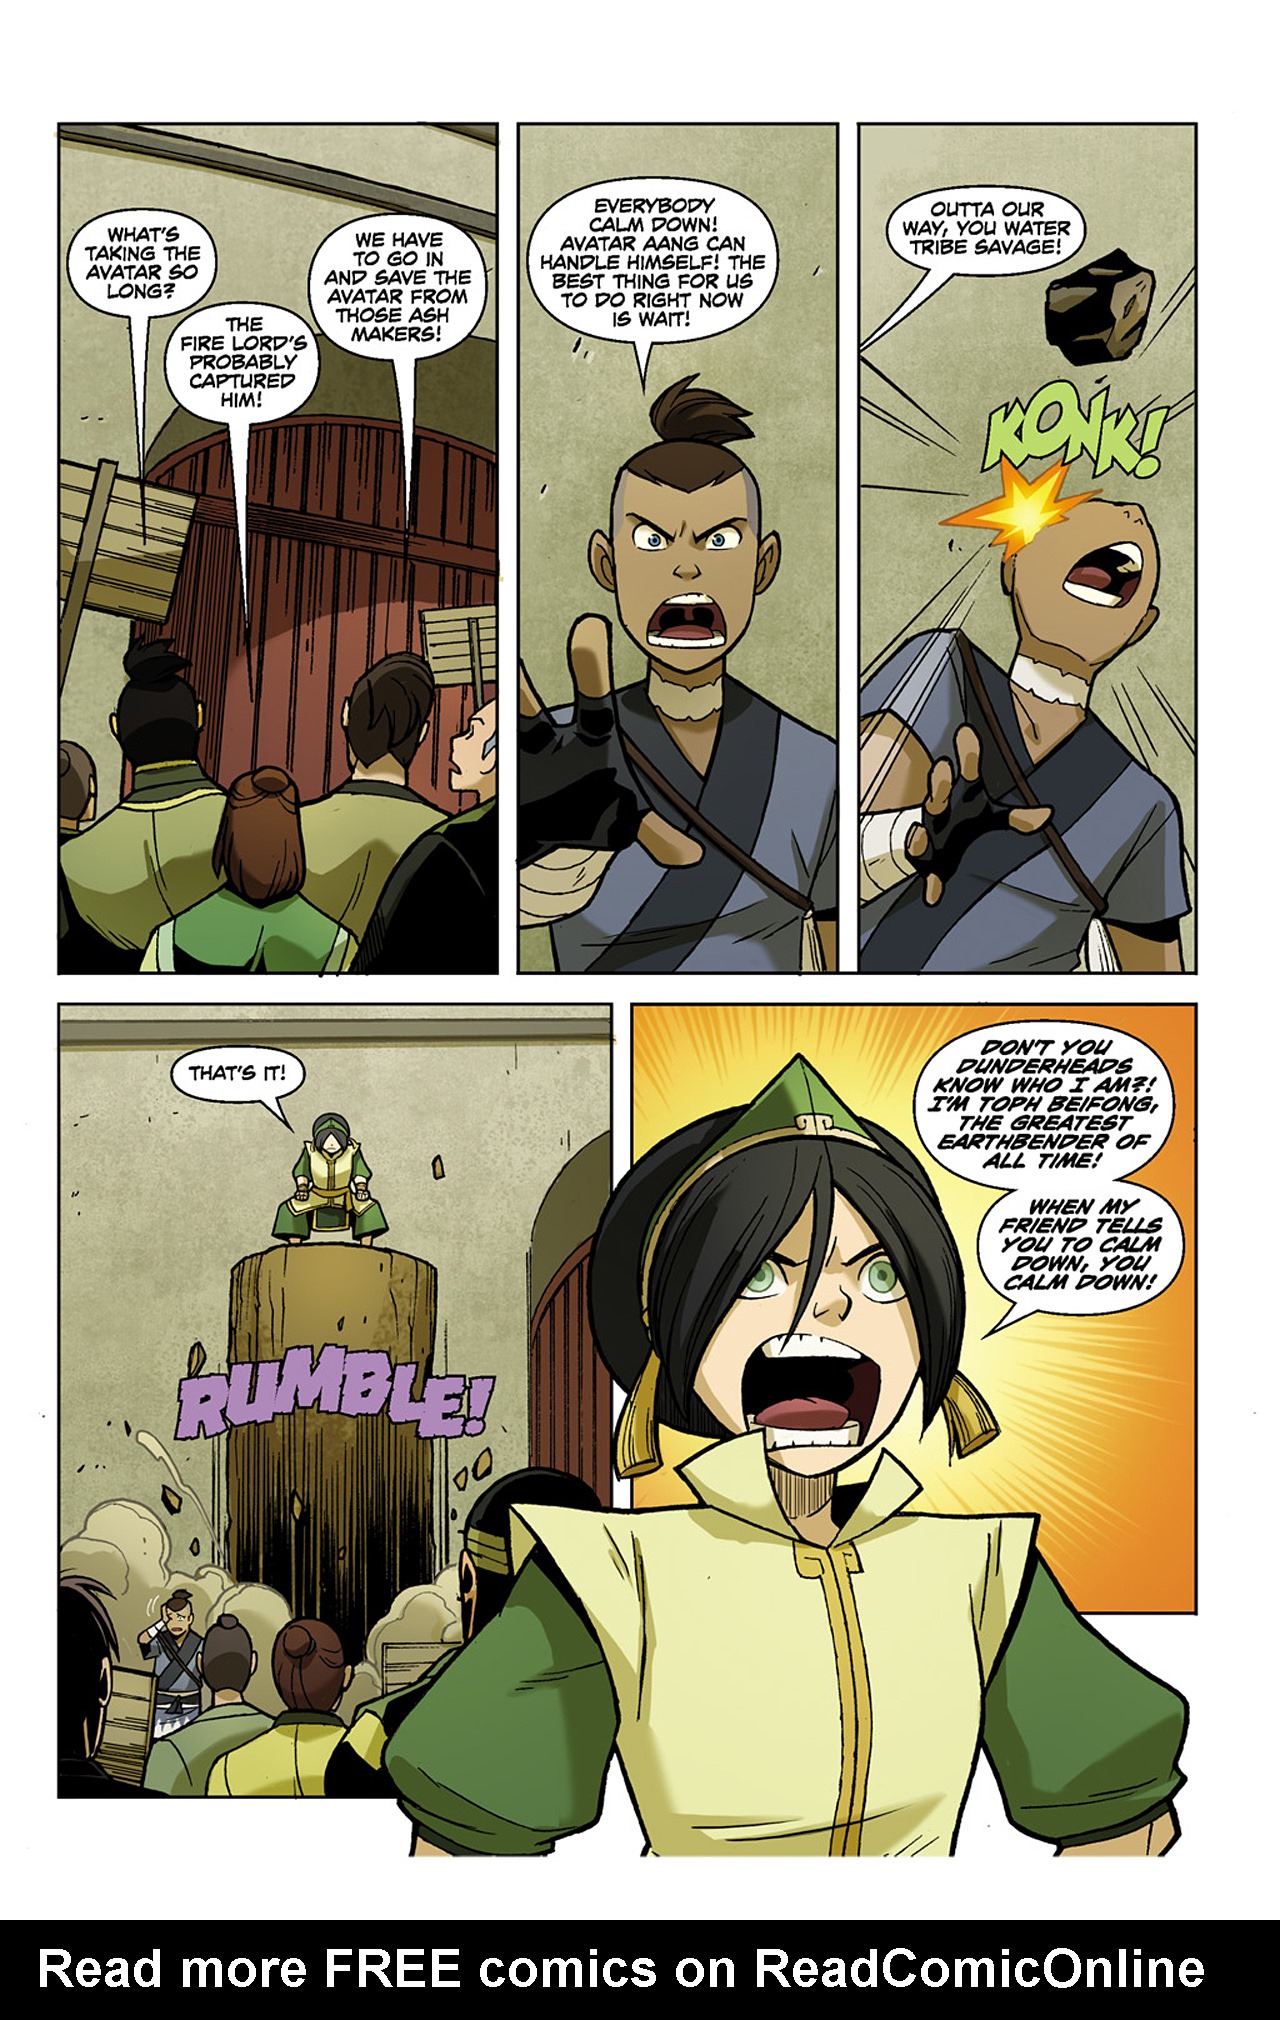 WHAT'S
TAKING THE
AVATAR SO
LONG?
THE
FIRE LORD'S
PROBABLY
CAPTURED
HIM!
WE HAVE
TO GO IN
AND SAVE THE
AVATAR FROM
THOSE ASH
MAKERS!
EVERYBODY
CALM DOWN!
AVATAR AANG CAN
HANDLE HIMSELF! THE
BEST THING FOR US
TO DO RIGHT NOW
IS WAIT!
OUTTA OUR
WAY, YOU WATER
TRIBE SAVAGE!
KONK!
THAT'S IT!
RUMBLE!
DON'T YOU
DUNDERHEADS
KNOW WHO I AM?!
I'M TOPH BEIFONG,
THE GREATEST
EARTHBENDER OF
ALL TIME!
WHEN MY
FRIEND TELLS
YOU TO CALM
DOWN, YOU
CALM DOWN!
Read more FREE comics on ReadComicOnline